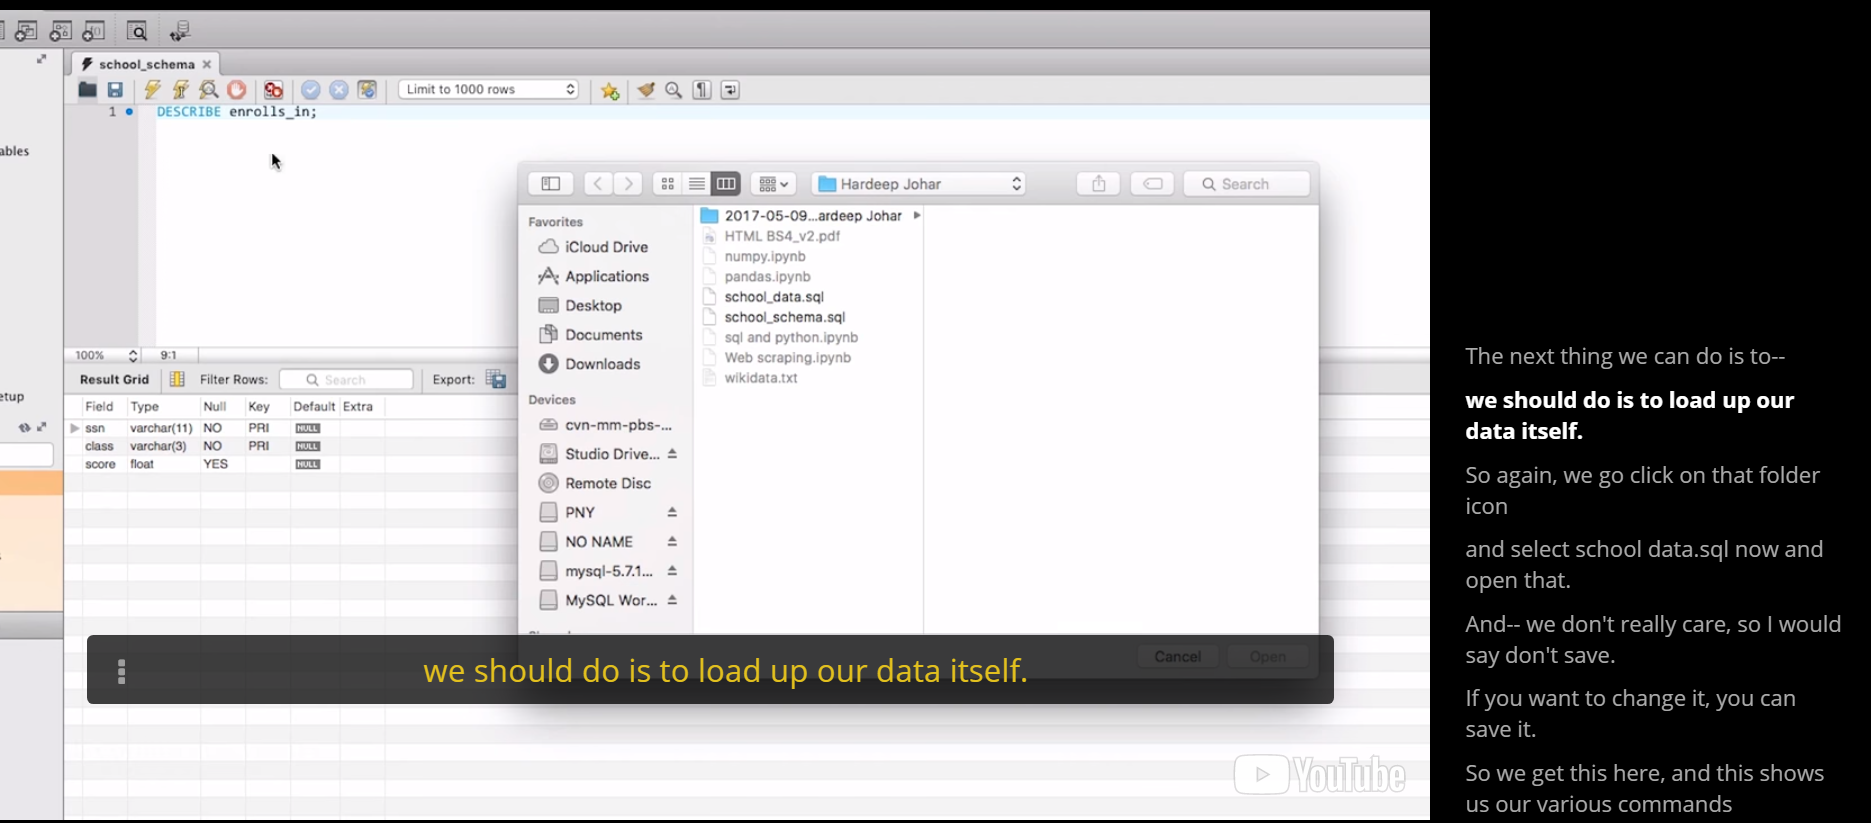 school_schema
Limit to 1000 rows
1
DESCRIBE enrolls_in;
ables
Hardeep Johar
Search
Favorites
iCloud Drive
Applications
Desktop
Documents
Downloads
Devices
cvn-mm-pbs-...
Studio Drive...
Remote Disc
PNY
NO NAME
mysql-5.7.1...
MySQL Wor...
2017-05-09...ardeep Johar
HTML BS4_v2.pdf
numpy.ipynb
pandas.ipynb
school_data.sql
school_schema.sql
sql and python.ipynb
Web scraping.ipynb
wikidata.txt
Cancel
Open
100%
9:1
Result Grid
Filter Rows:
Search
Export:
etup
Field Type Null Key Default Extra
ssn varchar(11) NO PRI NULL
class varchar(3) NO PRI NULL
score float YES NULL
we should do is to load up our data itself.
YouTube
The next thing we can do is to--
we should do is to load up our
data itself.
So again, we go click on that folder
icon
and select school data.sql now and
open that.
And-- we don't really care, so I would
say don't save.
If you want to change it, you can
save it.
So we get this here, and this shows
us our various commands